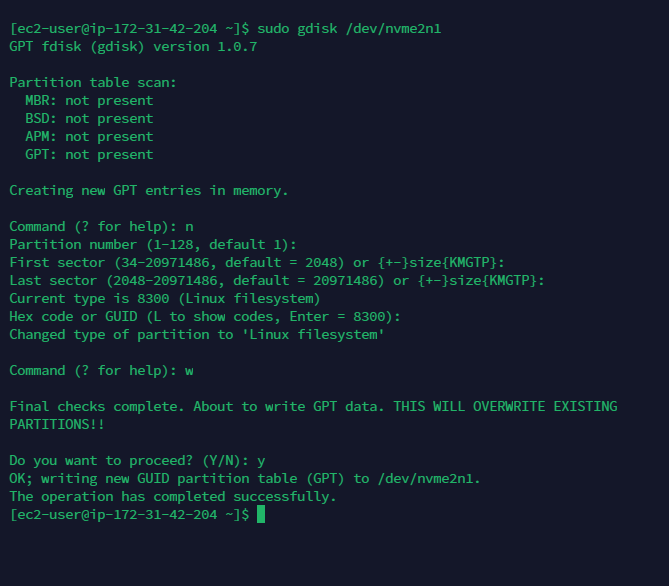 [ec2-user@ip-172-31-42-204 ~]$ sudo gdisk /dev/nvme2n1
GPT fdisk (gdisk) version 1.0.7
Partition table scan:
MBR: not present
BSD: not present
APM: not present
GPT: not present
Creating new GPT entries in memory.
Command (? for help): n
Partition number (1-128, default 1):
First sector (34-20971486, default = 2048) or {+-}size{KMGTP}:
Last sector (2048-20971486, default = 20971486) or {+-}size{KMGTP}:
Current type is 8300 (Linux filesystem)
Hex code or GUID (L to show codes, Enter = 8300):
Changed type of partition to 'Linux filesystem'
Command (? for help): w
Final checks complete. About to write GPT data. THIS WILL OVERWRITE EXISTING
PARTITIONS!!
Do you want to proceed? (Y/N): y
OK; writing new GUID partition table (GPT) to /dev/nvme2n1.
The operation has completed successfully.
[ec2-user@ip-172-31-42-204 ~]$